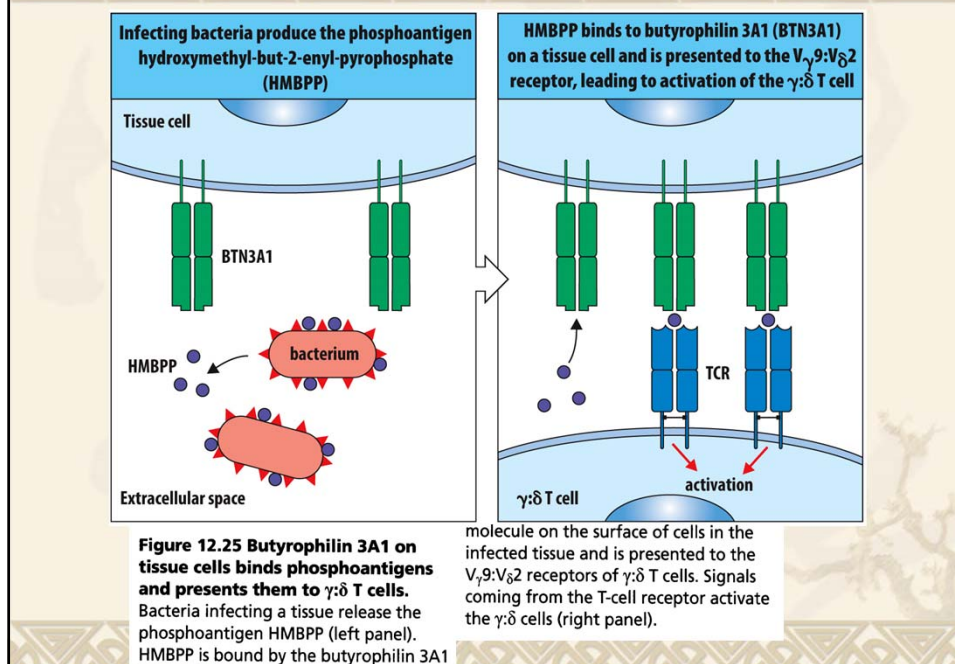 Infecting bacteria produce the phosphoantigen
hydroxymethyl-but-2-enyl-pyrophosphate
(HMBPP)
Tissue cell
BTN3A1
HMBPP
bacterium
Extracellular space
HMBPP binds to butyrophilin 3A1 (BTN3A1)
on a tissue cell and is presented to the Vγ9:Vδ2
receptor, leading to activation of the γ:δ T cell
TCR
activation
γ:δ T cell
Figure 12.25 Butyrophilin 3A1 on
tissue cells binds phosphoantigens
and presents them to γ:δ T cells.
Bacteria infecting a tissue release the
phosphoantigen HMBPP (left panel).
HMBPP is bound by the butyrophilin 3A1
molecule on the surface of cells in the
infected tissue and is presented to the
Vγ9:Vδ2 receptors of γ:δ T cells. Signals
coming from the T-cell receptor activate
the γ:δ cells (right panel).